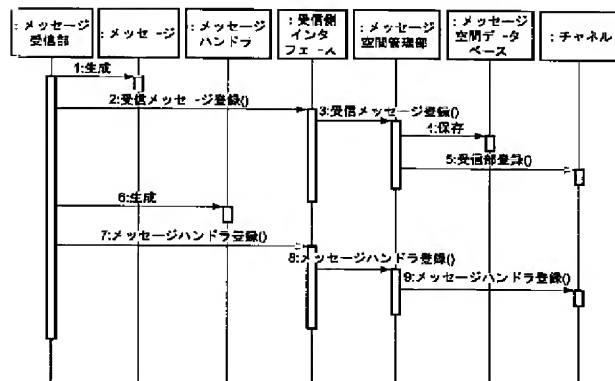 : メッセージ
受信部
: メッセージ
: メッセージ
ハンドラ
: 受信側
インタ
フェース
: メッセージ
空間管理部
: メッセージ
空間データ
ベース
: チャネル
1:生成
2:受信メッセージ登録()
3:受信メッセージ登録()
4:保存
5:受信部登録()
6:生成
7:メッセージハンドラ登録()
8:メッセージハンドラ登録()
9:メッセージハンドラ登録()